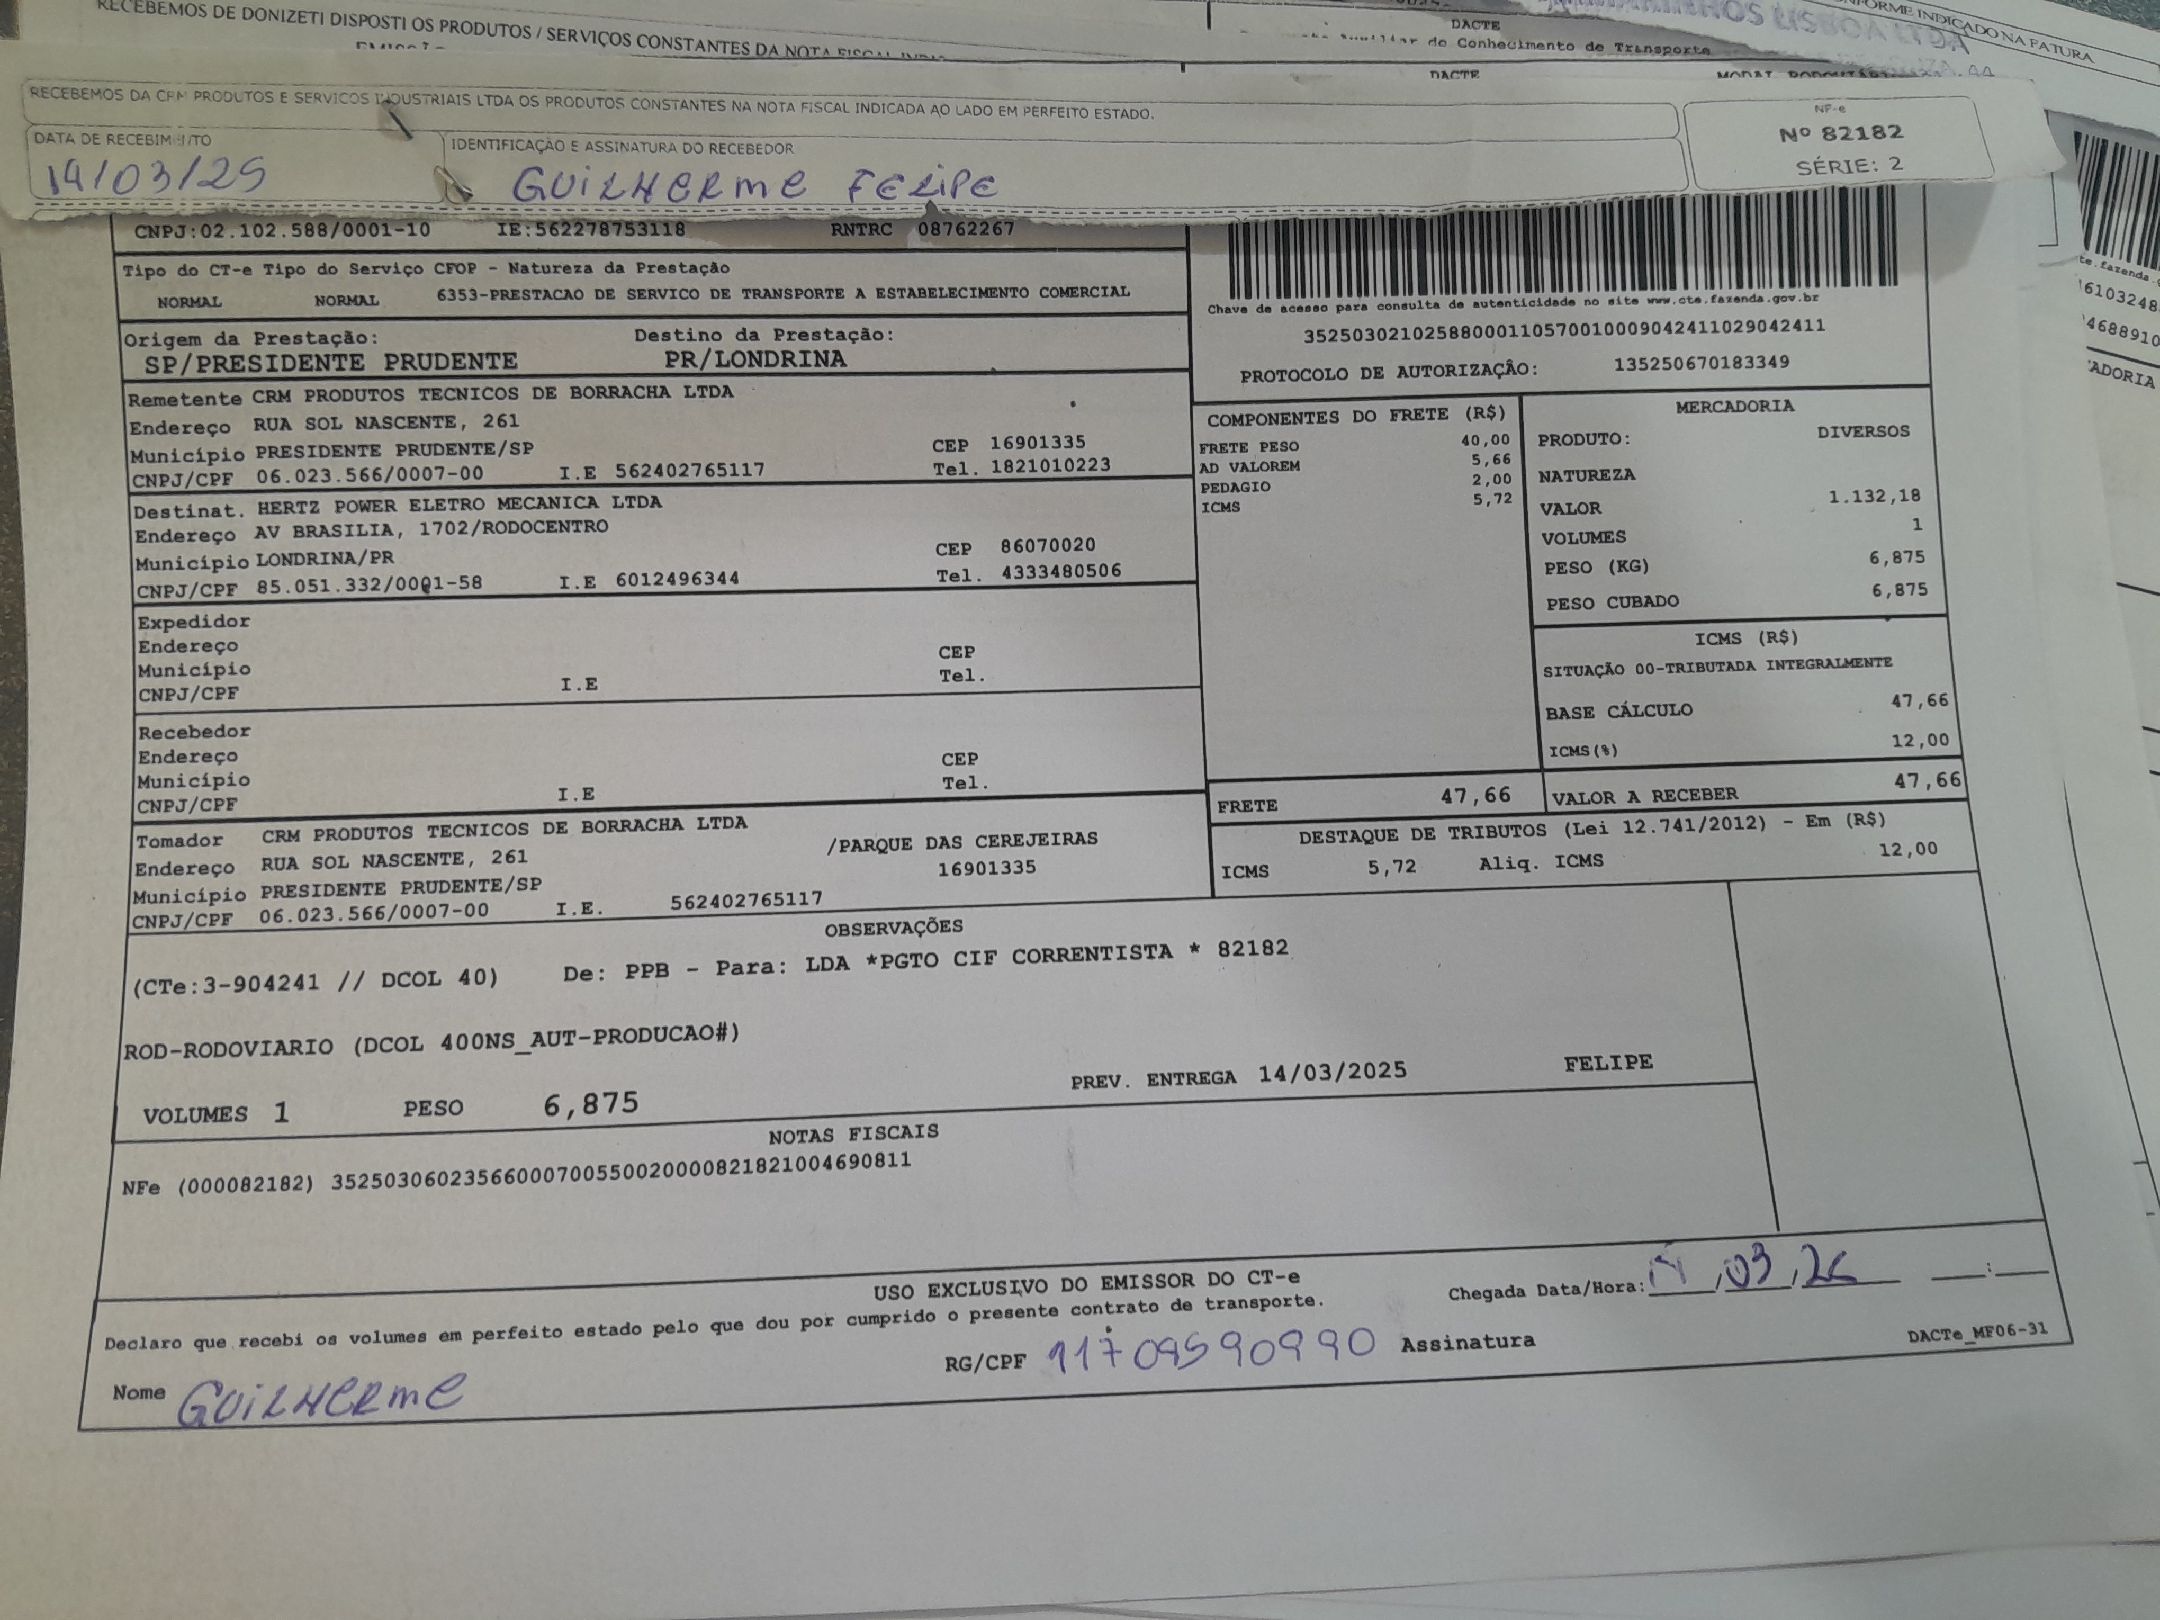 RECEBEMOS DE DONIZETI DISPOSTI OS PRODUTOS / SERVIÇOS CONSTANTES DA NOTA FISCAL
DACTE
de Conhecimento de Transporte
LISBOA LTDA
INDICADO NA FATURA
DACTE
RECEBEMOS DA CRM PRODUTOS E SERVICOS INDUSTRIAIS LTDA OS PRODUTOS CONSTANTES NA NOTA FISCAL INDICADA AO LADO EM PERFEITO ESTADO.
NF-e
Nº 82182
SÉRIE: 2
DATA DE RECEBIMENTO
14/03/25
IDENTIFICAÇÃO E ASSINATURA DO RECEBEDOR
GUILHERME FELIPE
CNPJ:02.102.588/0001-10 IE:562278753118 RNTRC 08762267
Tipo do CT-e Tipo do Serviço CFOP - Natureza da Prestação
NORMAL NORMAL 6353-PRESTACAO DE SERVICO DE TRANSPORTE A ESTABELECIMENTO COMERCIAL
Origem da Prestação: Destino da Prestação:
SP/PRESIDENTE PRUDENTE PR/LONDRINA
Chave de acesso para consulta de autenticidade no site www.cte.fazenda.gov.br
35250302102588000110570010009042411029042411
PROTOCOLO DE AUTORIZAÇÃO: 135250670183349
Remetente CRM PRODUTOS TECNICOS DE BORRACHA LTDA
Endereço RUA SOL NASCENTE, 261
Município PRESIDENTE PRUDENTE/SP CEP 16901335
CNPJ/CPF 06.023.566/0007-00 I.E 562402765117 Tel. 1821010223
Destinat. HERTZ POWER ELETRO MECANICA LTDA
Endereço AV BRASILIA, 1702/RODOCENTRO
Município LONDRINA/PR CEP 86070020
CNPJ/CPF 85.051.332/0001-58 I.E 6012496344 Tel. 4333480506
Expedidor
Endereço
Município CEP
CNPJ/CPF I.E Tel.
Recebedor
Endereço
Município CEP
CNPJ/CPF I.E Tel.
Tomador CRM PRODUTOS TECNICOS DE BORRACHA LTDA
Endereço RUA SOL NASCENTE, 261 /PARQUE DAS CEREJEIRAS
Município PRESIDENTE PRUDENTE/SP 16901335
CNPJ/CPF 06.023.566/0007-00 I.E. 562402765117
COMPONENTES DO FRETE (R$)
FRETE PESO 40,00
AD VALOREM 5,66
PEDAGIO 2,00
ICMS 5,72
MERCADORIA
PRODUTO: DIVERSOS
NATUREZA
VALOR 1.132,18
VOLUMES 1
PESO (KG) 6,875
PESO CUBADO 6,875
ICMS (R$)
SITUAÇÃO 00-TRIBUTADA INTEGRALMENTE
BASE CÁLCULO 47,66
ICMS(%) 12,00
FRETE 47,66 VALOR A RECEBER 47,66
DESTAQUE DE TRIBUTOS (Lei 12.741/2012) - Em (R$)
ICMS 5,72 Aliq. ICMS 12,00
OBSERVAÇÕES
(CTe:3-904241 // DCOL 40) De: PPB - Para: LDA *PGTO CIF CORRENTISTA * 82182
ROD-RODOVIARIO (DCOL 400NS_AUT-PRODUCAO#)
VOLUMES 1 PESO 6,875 PREV. ENTREGA 14/03/2025 FELIPE
NOTAS FISCAIS
NFe (000082182) 35250306023566000700550020000821821004690811
USO EXCLUSIVO DO EMISSOR DO CT-e
Declaro que recebi os volumes em perfeito estado pelo que dou por cumprido o presente contrato de transporte.
Chegada Data/Hora: 03
Nome GUILHERME
RG/CPF 11709590990 Assinatura
DACTe_MF06-31